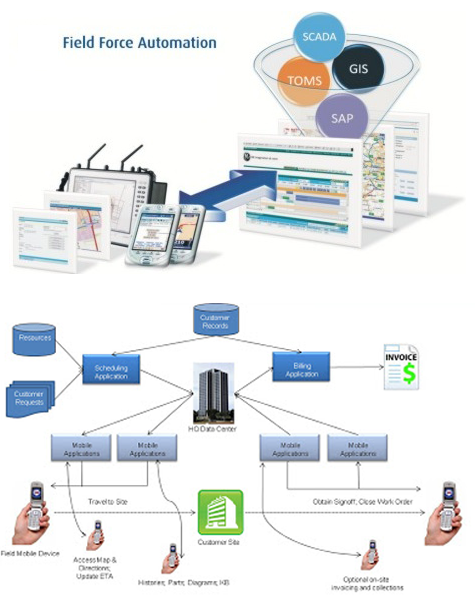 Field Force Automation
SCADA
GIS
TOMS
SAP
Customer
Records
Resources
Scheduling
Application
Billing
Application
INVOICE
$
Customer
Requests
HO Data Center
Mobile
Applications
Mobile
Applications
Mobile
Applications
Mobile
Applications
Travel to Site
Obtain Signoff, Close Work Order
Field Mobile Device
Customer Site
Access Map &
Directions;
Update ETA
Histories; Parts; Diagrams; KB
Optional on-site
invoicing and collections